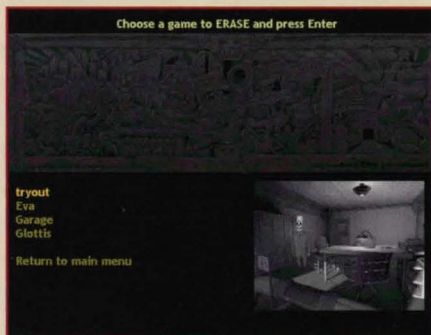 Choose a game to ERASE and press Enter
tryout
Eva
Garage
Glottis
Return to main menu